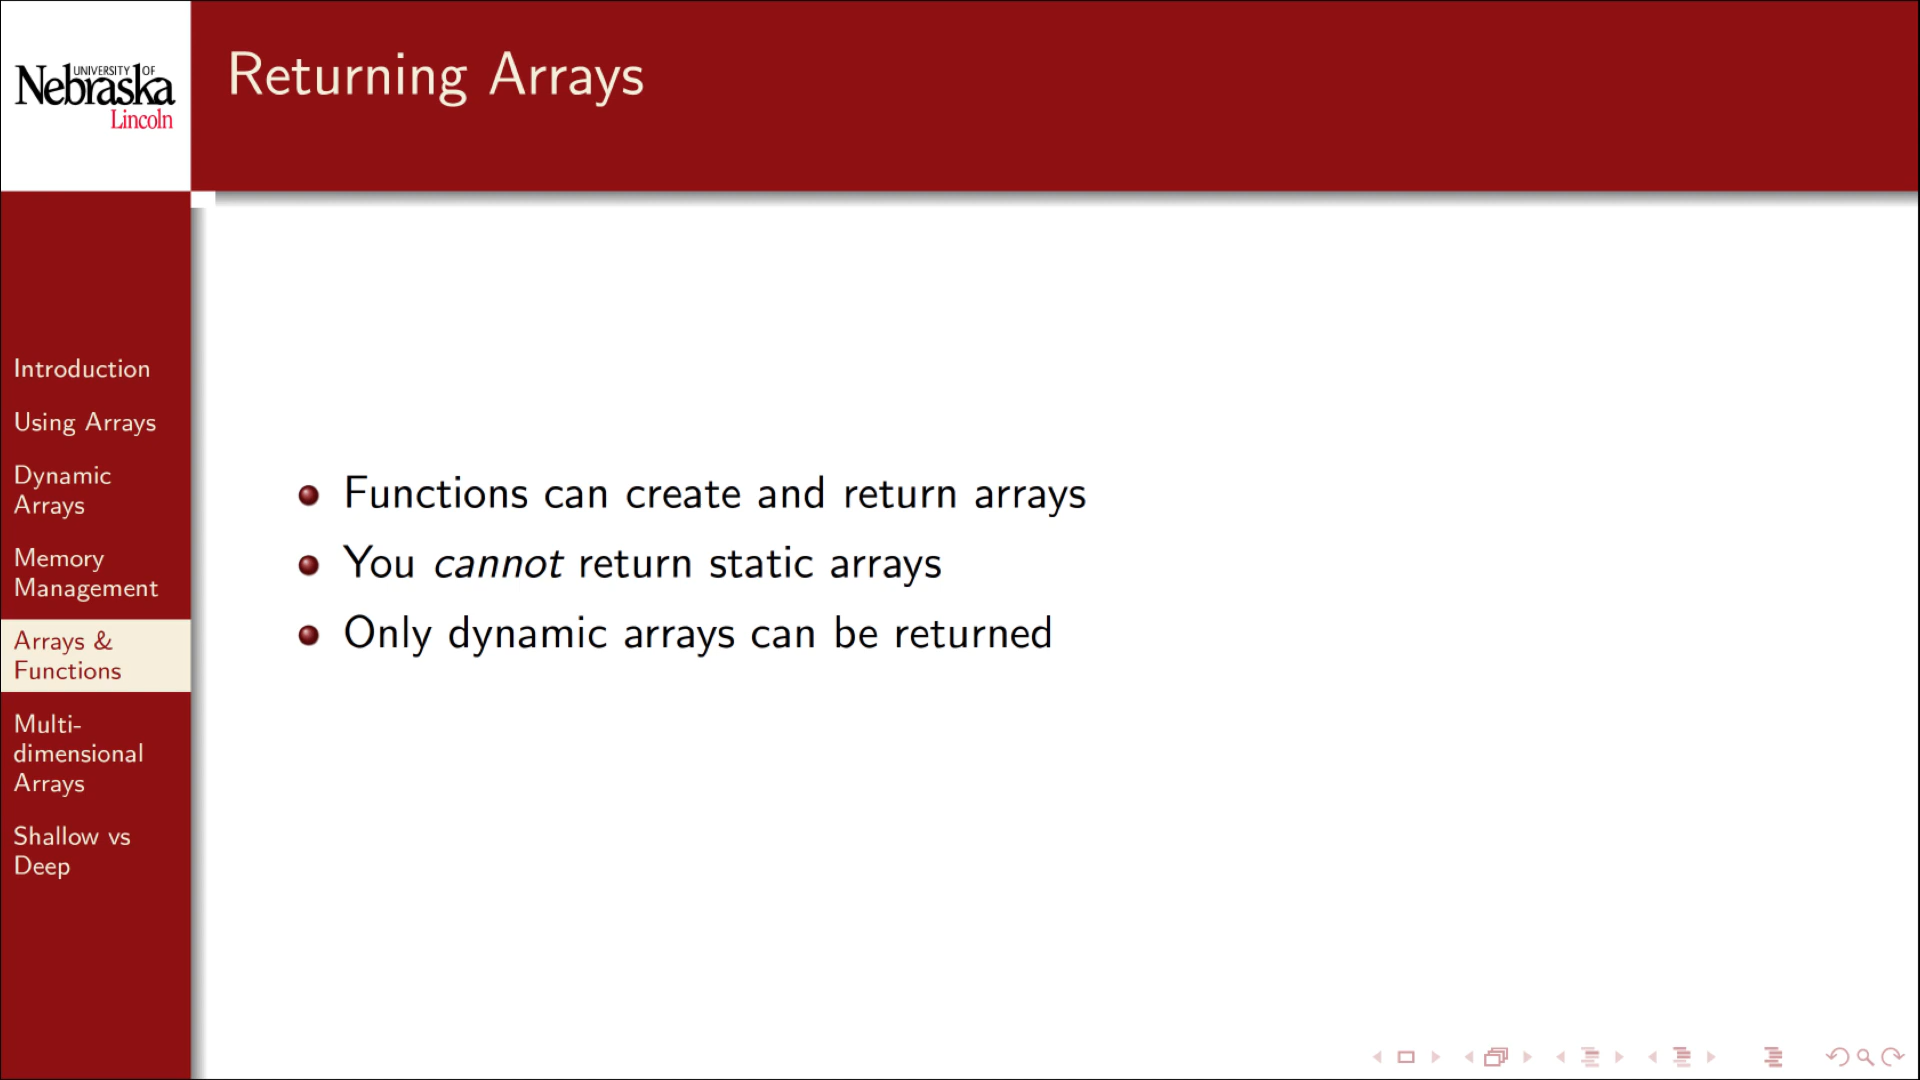 UNIVERSITY OF
Nebraska
Lincoln
Returning Arrays
Introduction
Using Arrays
Dynamic
Arrays
Memory
Management
Arrays &
Functions
Multi-
dimensional
Arrays
Shallow vs
Deep
Functions can create and return arrays
You cannot return static arrays
Only dynamic arrays can be returned